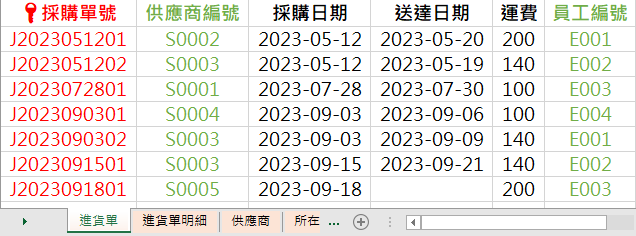 採購單號 供應商編號 採購日期 送達日期 運費 員工編號
J2023051201 S0002 2023-05-12 2023-05-20 200 E001
J2023051202 S0003 2023-05-12 2023-05-19 140 E002
J2023072801 S0001 2023-07-28 2023-07-30 100 E003
J2023090301 S0004 2023-09-03 2023-09-06 100 E004
J2023090302 S0003 2023-09-03 2023-09-09 140 E001
J2023091501 S0003 2023-09-15 2023-09-21 140 E002
J2023091801 S0005 2023-09-18 200 E003
進貨單 進貨單明細 供應商 所在 ...